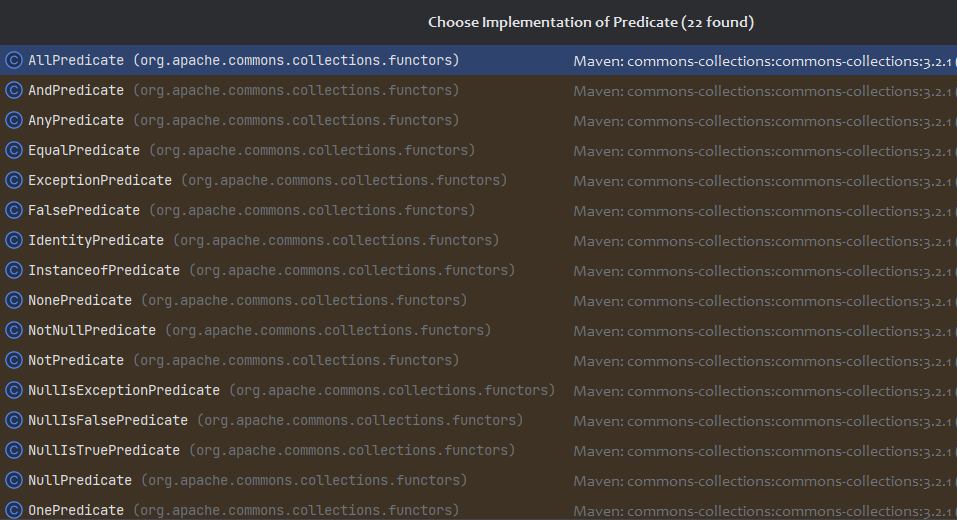 Choose Implementation of Predicate (22 found)
AllPredicate (org.apache.commons.collections.functors) Maven: commons-collections:commons-collections:3.2.1 (
AndPredicate (org.apache.commons.collections.functors) Maven: commons-collections:commons-collections:3.2.1 (
AnyPredicate (org.apache.commons.collections.functors) Maven: commons-collections:commons-collections:3.2.1 (
EqualPredicate (org.apache.commons.collections.functors) Maven: commons-collections:commons-collections:3.2.1 (
ExceptionPredicate (org.apache.commons.collections.functors) Maven: commons-collections:commons-collections:3.2.1 (
FalsePredicate (org.apache.commons.collections.functors) Maven: commons-collections:commons-collections:3.2.1 (
IdentityPredicate (org.apache.commons.collections.functors) Maven: commons-collections:commons-collections:3.2.1 (
InstanceofPredicate (org.apache.commons.collections.functors) Maven: commons-collections:commons-collections:3.2.1 (
NonePredicate (org.apache.commons.collections.functors) Maven: commons-collections:commons-collections:3.2.1 (
NotNullPredicate (org.apache.commons.collections.functors) Maven: commons-collections:commons-collections:3.2.1 (
NotPredicate (org.apache.commons.collections.functors) Maven: commons-collections:commons-collections:3.2.1 (
NullIsExceptionPredicate (org.apache.commons.collections.functors) Maven: commons-collections:commons-collections:3.2.1 (
NullIsFalsePredicate (org.apache.commons.collections.functors) Maven: commons-collections:commons-collections:3.2.1 (
NullIsTruePredicate (org.apache.commons.collections.functors) Maven: commons-collections:commons-collections:3.2.1 (
NullPredicate (org.apache.commons.collections.functors) Maven: commons-collections:commons-collections:3.2.1 (
OnePredicate (org.apache.commons.collections.functors) Maven: commons-collections:commons-collections:3.2.1 (